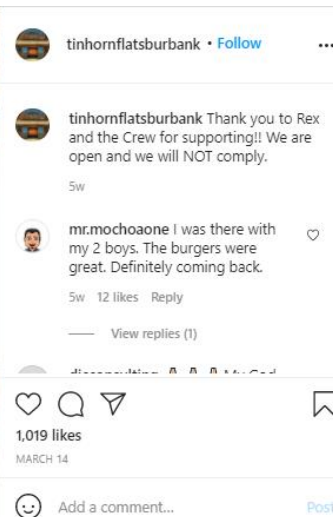 tinhornflatsburbank • Follow
tinhornflatsburbank Thank you to Rex
and the Crew for supporting!! We are
open and we will NOT comply.
5w
mr.mochoaone I was there with
my 2 boys. The burgers were
great. Definitely coming back.
5w 12 likes Reply
View replies (1)
1,019 likes
MARCH 14
Add a comment...
Post